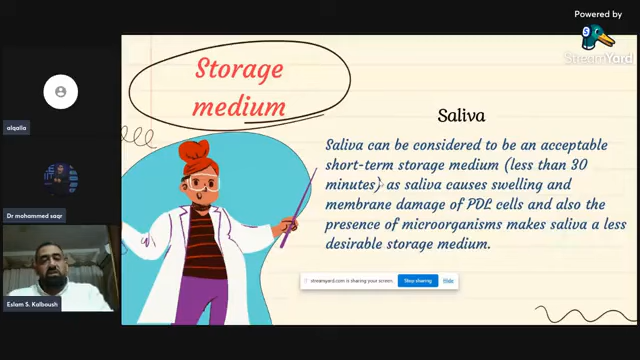 Powered by
StreamYard
Storage
medium
Saliva
Saliva can be considered to be an acceptable
short-term storage medium (less than 30
minutes) as saliva causes swelling and
membrane damage of PDL cells and also the
presence of microorganisms makes saliva a less
desirable storage medium.
streamyard.com is sharing your screen.
Stop sharing
Hide
alqalla
Dr mohammed saqr
Eslam S. Kalboush